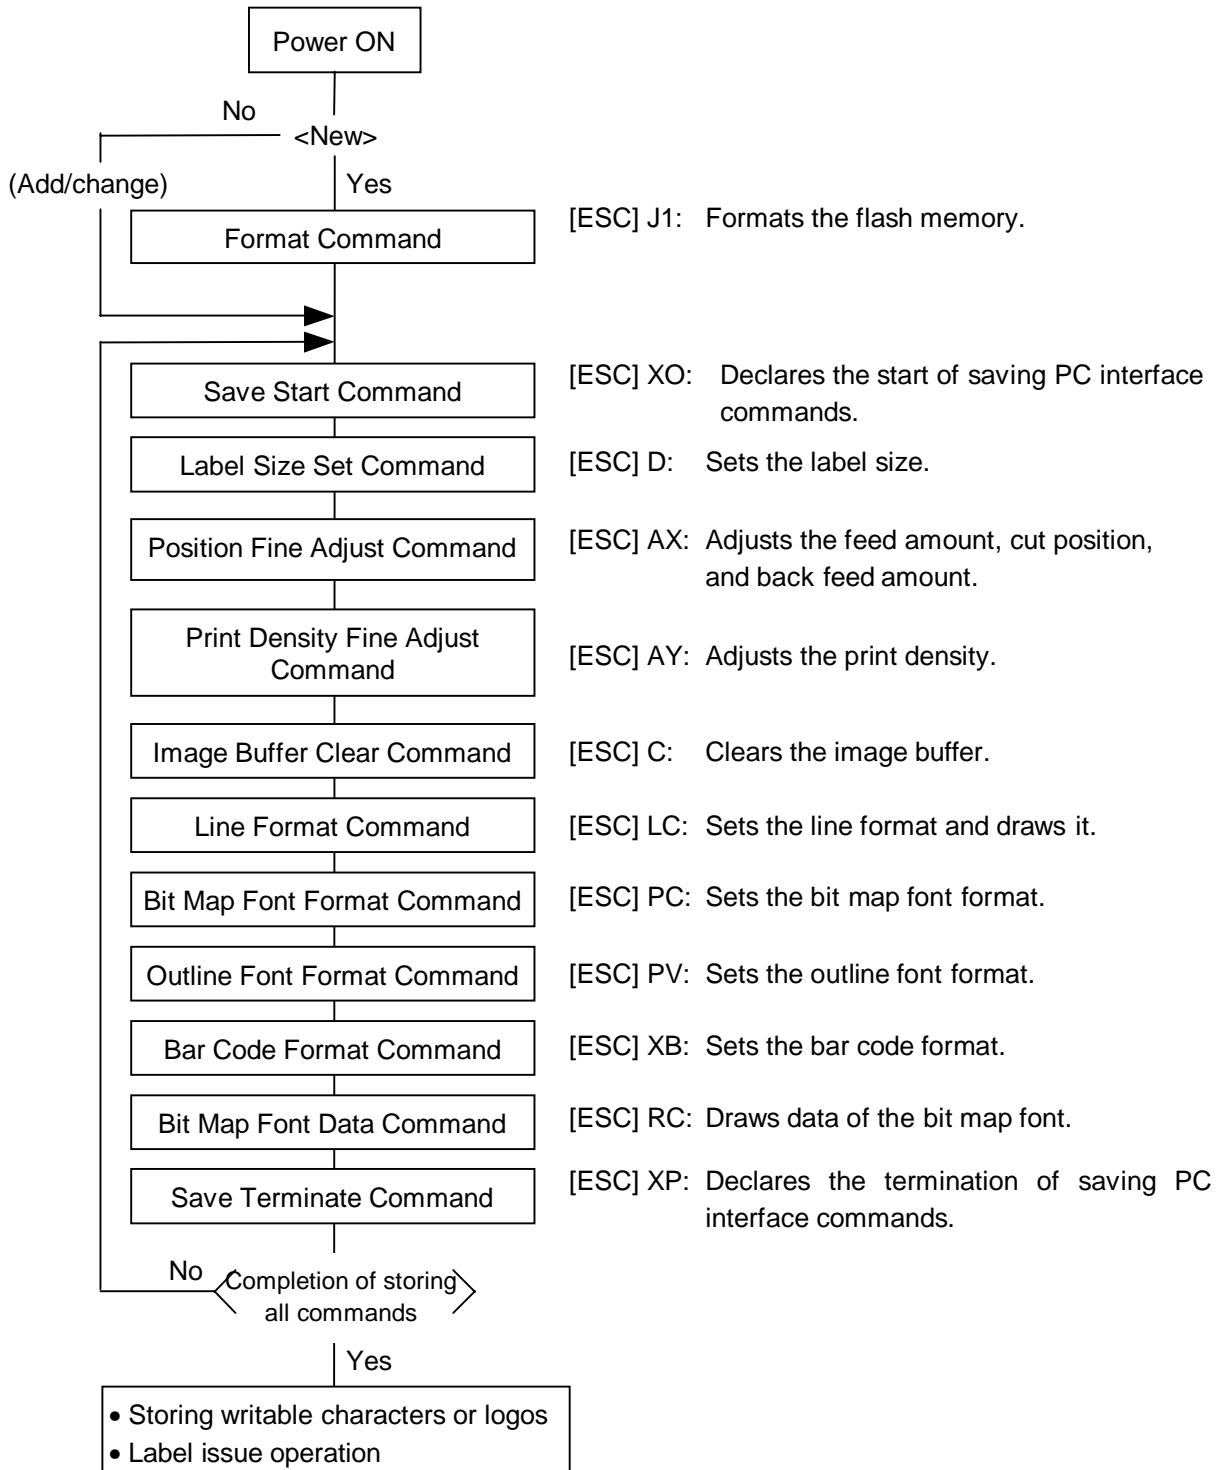 Power ON
No
<New>
(Add/change)
Yes
Format Command
[ESC] J1: Formats the flash memory.
Save Start Command
[ESC] XO: Declares the start of saving PC interface
commands.
Label Size Set Command
[ESC] D: Sets the label size.
Position Fine Adjust Command
[ESC] AX: Adjusts the feed amount, cut position,
and back feed amount.
Print Density Fine Adjust
Command
[ESC] AY: Adjusts the print density.
Image Buffer Clear Command
[ESC] C: Clears the image buffer.
Line Format Command
[ESC] LC: Sets the line format and draws it.
Bit Map Font Format Command
[ESC] PC: Sets the bit map font format.
Outline Font Format Command
[ESC] PV: Sets the outline font format.
Bar Code Format Command
[ESC] XB: Sets the bar code format.
Bit Map Font Data Command
[ESC] RC: Draws data of the bit map font.
Save Terminate Command
[ESC] XP: Declares the termination of saving PC
interface commands.
No
Completion of storing
all commands
Yes
• Storing writable characters or logos
• Label issue operation